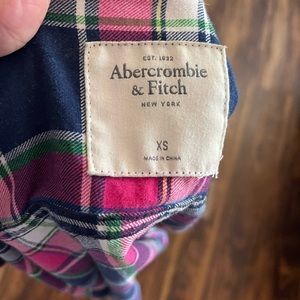 EST. 1892
Abercrombie
& Fitch
NEW YORK
XS
MADE IN CHINA